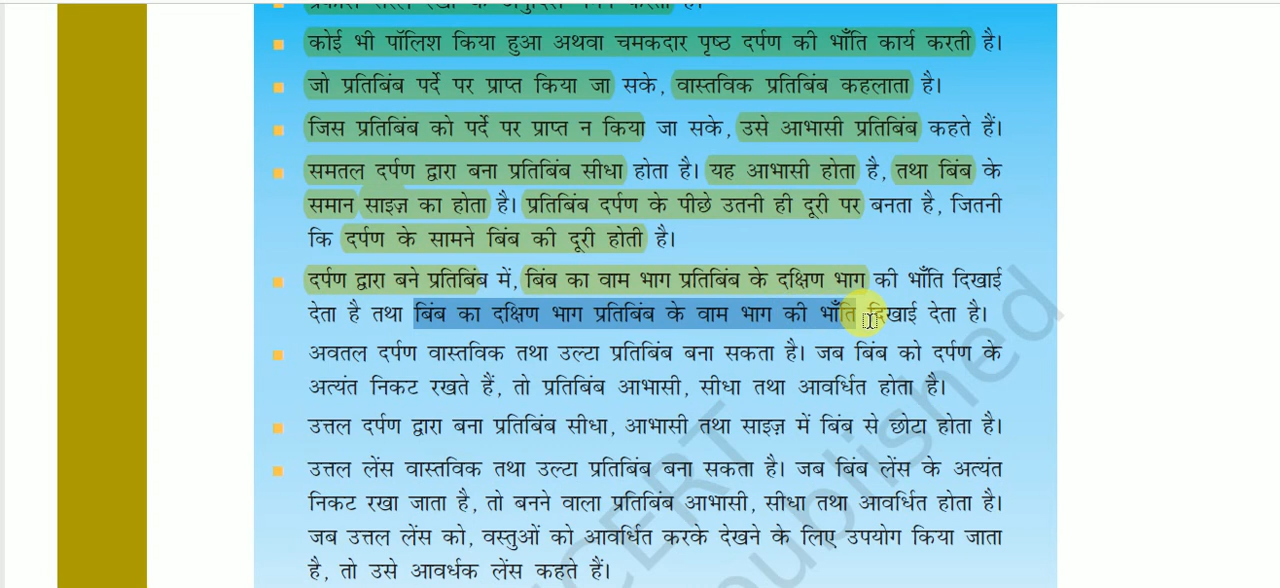 प्रकाश सरल रेखा के अनुदिश गमन करता है।
कोई भी पॉलिश किया हुआ अथवा चमकदार पृष्ठ दर्पण की भाँति कार्य करती है।
जो प्रतिबिंब पर्दे पर प्राप्त किया जा सके, वास्तविक प्रतिबिंब कहलाता है।
जिस प्रतिबिंब को पर्दे पर प्राप्त न किया जा सके, उसे आभासी प्रतिबिंब कहते हैं।
समतल दर्पण द्वारा बना प्रतिबिंब सीधा होता है। यह आभासी होता है, तथा बिंब के
समान साइज़ का होता है। प्रतिबिंब दर्पण के पीछे उतनी ही दूरी पर बनता है, जितनी
कि दर्पण के सामने बिंब की दूरी होती है।
दर्पण द्वारा बने प्रतिबिंब में, बिंब का वाम भाग प्रतिबिंब के दक्षिण भाग की भाँति दिखाई
देता है तथा बिंब का दक्षिण भाग प्रतिबिंब के वाम भाग की भाँति दिखाई देता है।
अवतल दर्पण वास्तविक तथा उल्टा प्रतिबिंब बना सकता है। जब बिंब को दर्पण के
अत्यंत निकट रखते हैं, तो प्रतिबिंब आभासी, सीधा तथा आवर्धित होता है।
उत्तल दर्पण द्वारा बना प्रतिबिंब सीधा, आभासी तथा साइज़ में बिंब से छोटा होता है।
उत्तल लेंस वास्तविक तथा उल्टा प्रतिबिंब बना सकता है। जब बिंब लेंस के अत्यंत
निकट रखा जाता है, तो बनने वाला प्रतिबिंब आभासी, सीधा तथा आवर्धित होता है।
जब उत्तल लेंस को, वस्तुओं को आवर्धित करके देखने के लिए उपयोग किया जाता
है, तो उसे आवर्धक लेंस कहते हैं।